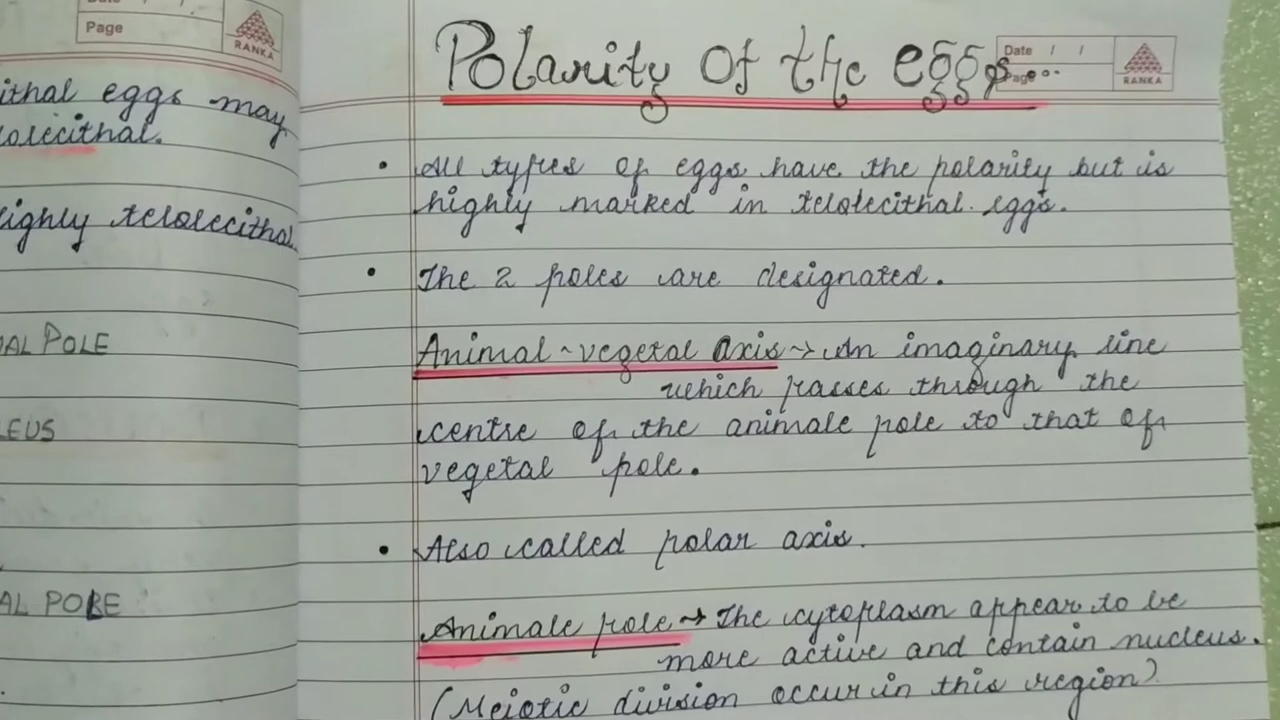 Date / /
Page
RANKA
ithal eggs may
olecithal.
ighly telolecithal
AL POLE
LEUS
AL POLE
Polarity of the eggs...
Date / /
Page
RANKA
• All types of eggs have the polarity but is
highly marked in telolecithal eggs.
• The 2 poles are designated.
Animal-vegetal axis → An imaginary line
which passes through the
centre of the animale pole to that of
vegetal pole.
• Also called polar axis.
Animale pole → The cytoplasm appear to be
more active and contain nucleus.
(Meiotic division occur in this region)